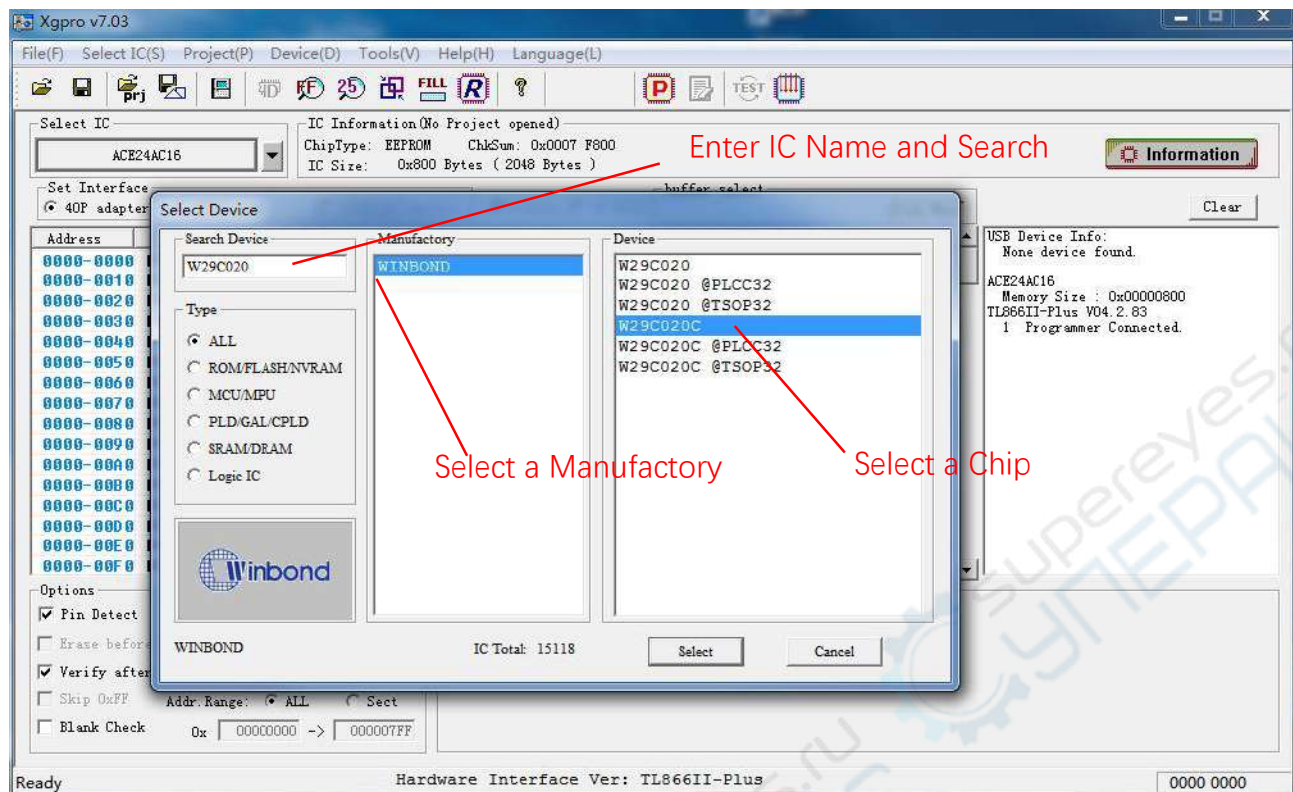 Xgpro v7.03
File(F) Select IC(S) Project(P) Device(D) Tools(V) Help(H) Language(L)
prj 25 FILL R ? P TEST
Select IC
ACE24AC16
IC Information(No Project opened)
ChipType: EEPROM ChkSum: 0x0007 F800
IC Size: 0x800 Bytes ( 2048 Bytes )
Enter IC Name and Search
Information
Set Interface
buffer select
40P adapter
Clear
Select Device
Address
0000-0000
0000-0010
0000-0020
0000-0030
0000-0040
0000-0050
0000-0060
0000-0070
0000-0080
0000-0090
0000-00A0
0000-00B0
0000-00C0
0000-00D0
0000-00E0
0000-00F0
Search Device
W29C020
Type
ALL
ROM/FLASH/NVRAM
MCU/MPU
PLD/GAL/CPLD
SRAM/DRAM
Logic IC
Winbond
Manufactory
WINBOND
Select a Manufactory
Device
W29C020
W29C020 @PLCC32
W29C020 @TSOP32
W29C020C
W29C020C @PLCC32
W29C020C @TSOP32
Select a Chip
WINBOND
IC Total: 15118
Select
Cancel
USB Device Info:
None device found.
ACE24AC16
Memory Size : 0x00000800
TL866II-Plus V04.2.83
1 Programmer Connected.
Options
Pin Detect
Erase before
Verify after
Skip 0xFF
Blank Check
Addr.Range: ALL Sect
0x 00000000 -> 000007FF
Ready
Hardware Interface Ver: TL866II-Plus
0000 0000